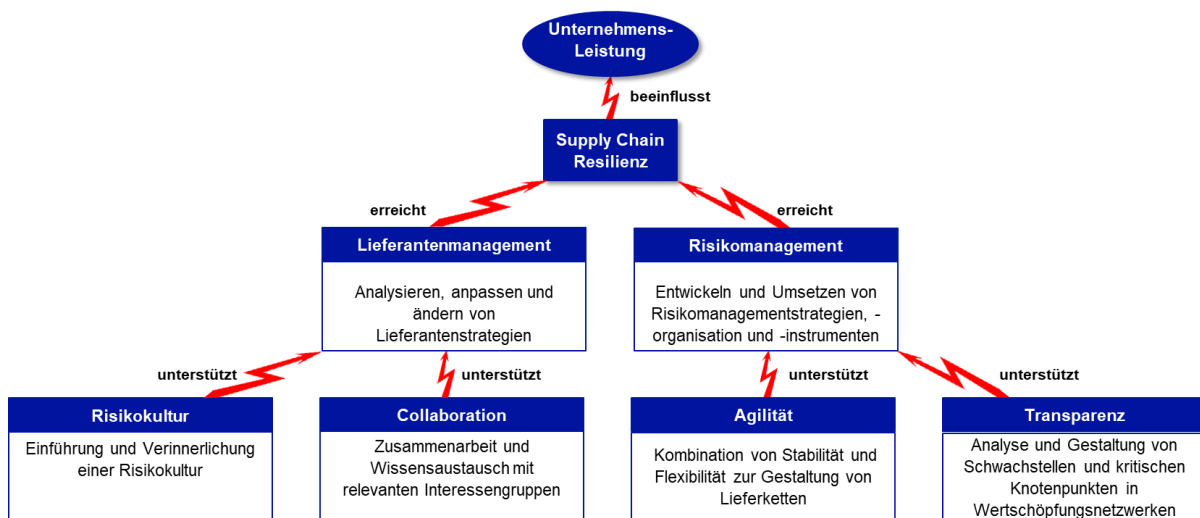 Unternehmens-
Leistung
beeinflusst
Supply Chain
Resilienz
erreicht
erreicht
Lieferantenmanagement
Analysieren, anpassen und
ändern von
Lieferantenstrategien
Risikomanagement
Entwickeln und Umsetzen von
Risikomanagementstrategien, -
organisation und -instrumenten
unterstützt
unterstützt
unterstützt
unterstützt
Risikokultur
Einführung und Verinnerlichung
einer Risikokultur
Collaboration
Zusammenarbeit und
Wissensaustausch mit
relevanten Interessengruppen
Agilität
Kombination von Stabilität und
Flexibilität zur Gestaltung von
Lieferketten
Transparenz
Analyse und Gestaltung von
Schwachstellen und kritischen
Knotenpunkten in
Wertschöpfungsnetzwerken